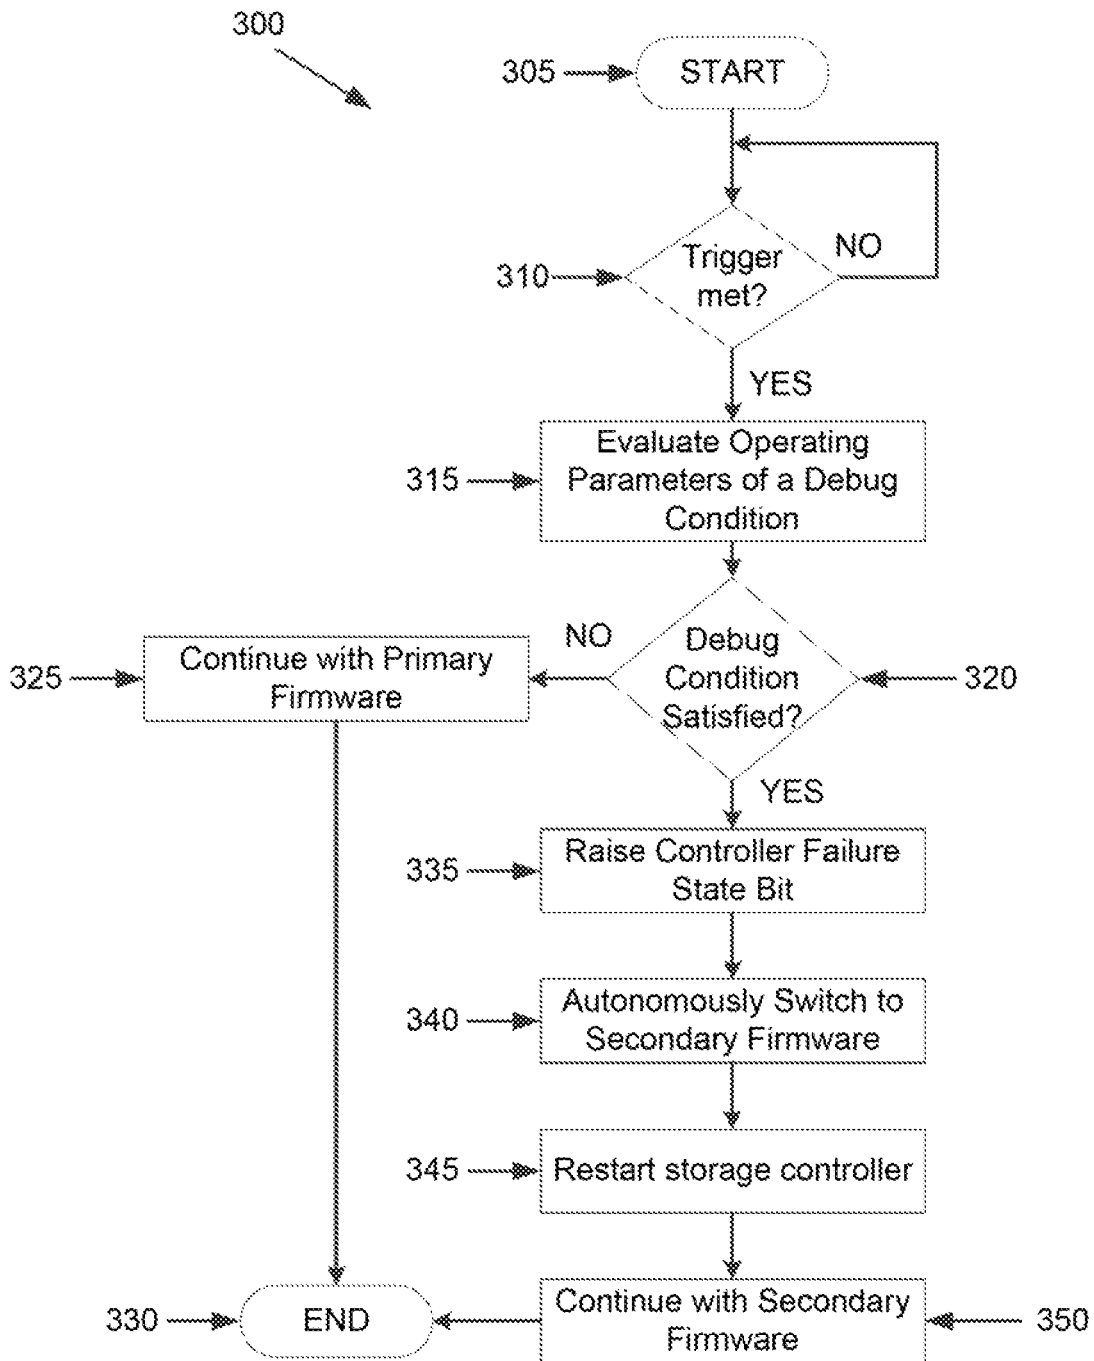 300
305
START
310
Trigger
met?
NO
YES
315
Evaluate Operating
Parameters of a Debug
Condition
325
Continue with Primary
Firmware
NO
Debug
Condition
Satisfied?
320
YES
335
Raise Controller Failure
State Bit
340
Autonomously Switch to
Secondary Firmware
345
Restart storage controller
330
END
Continue with Secondary
Firmware
350